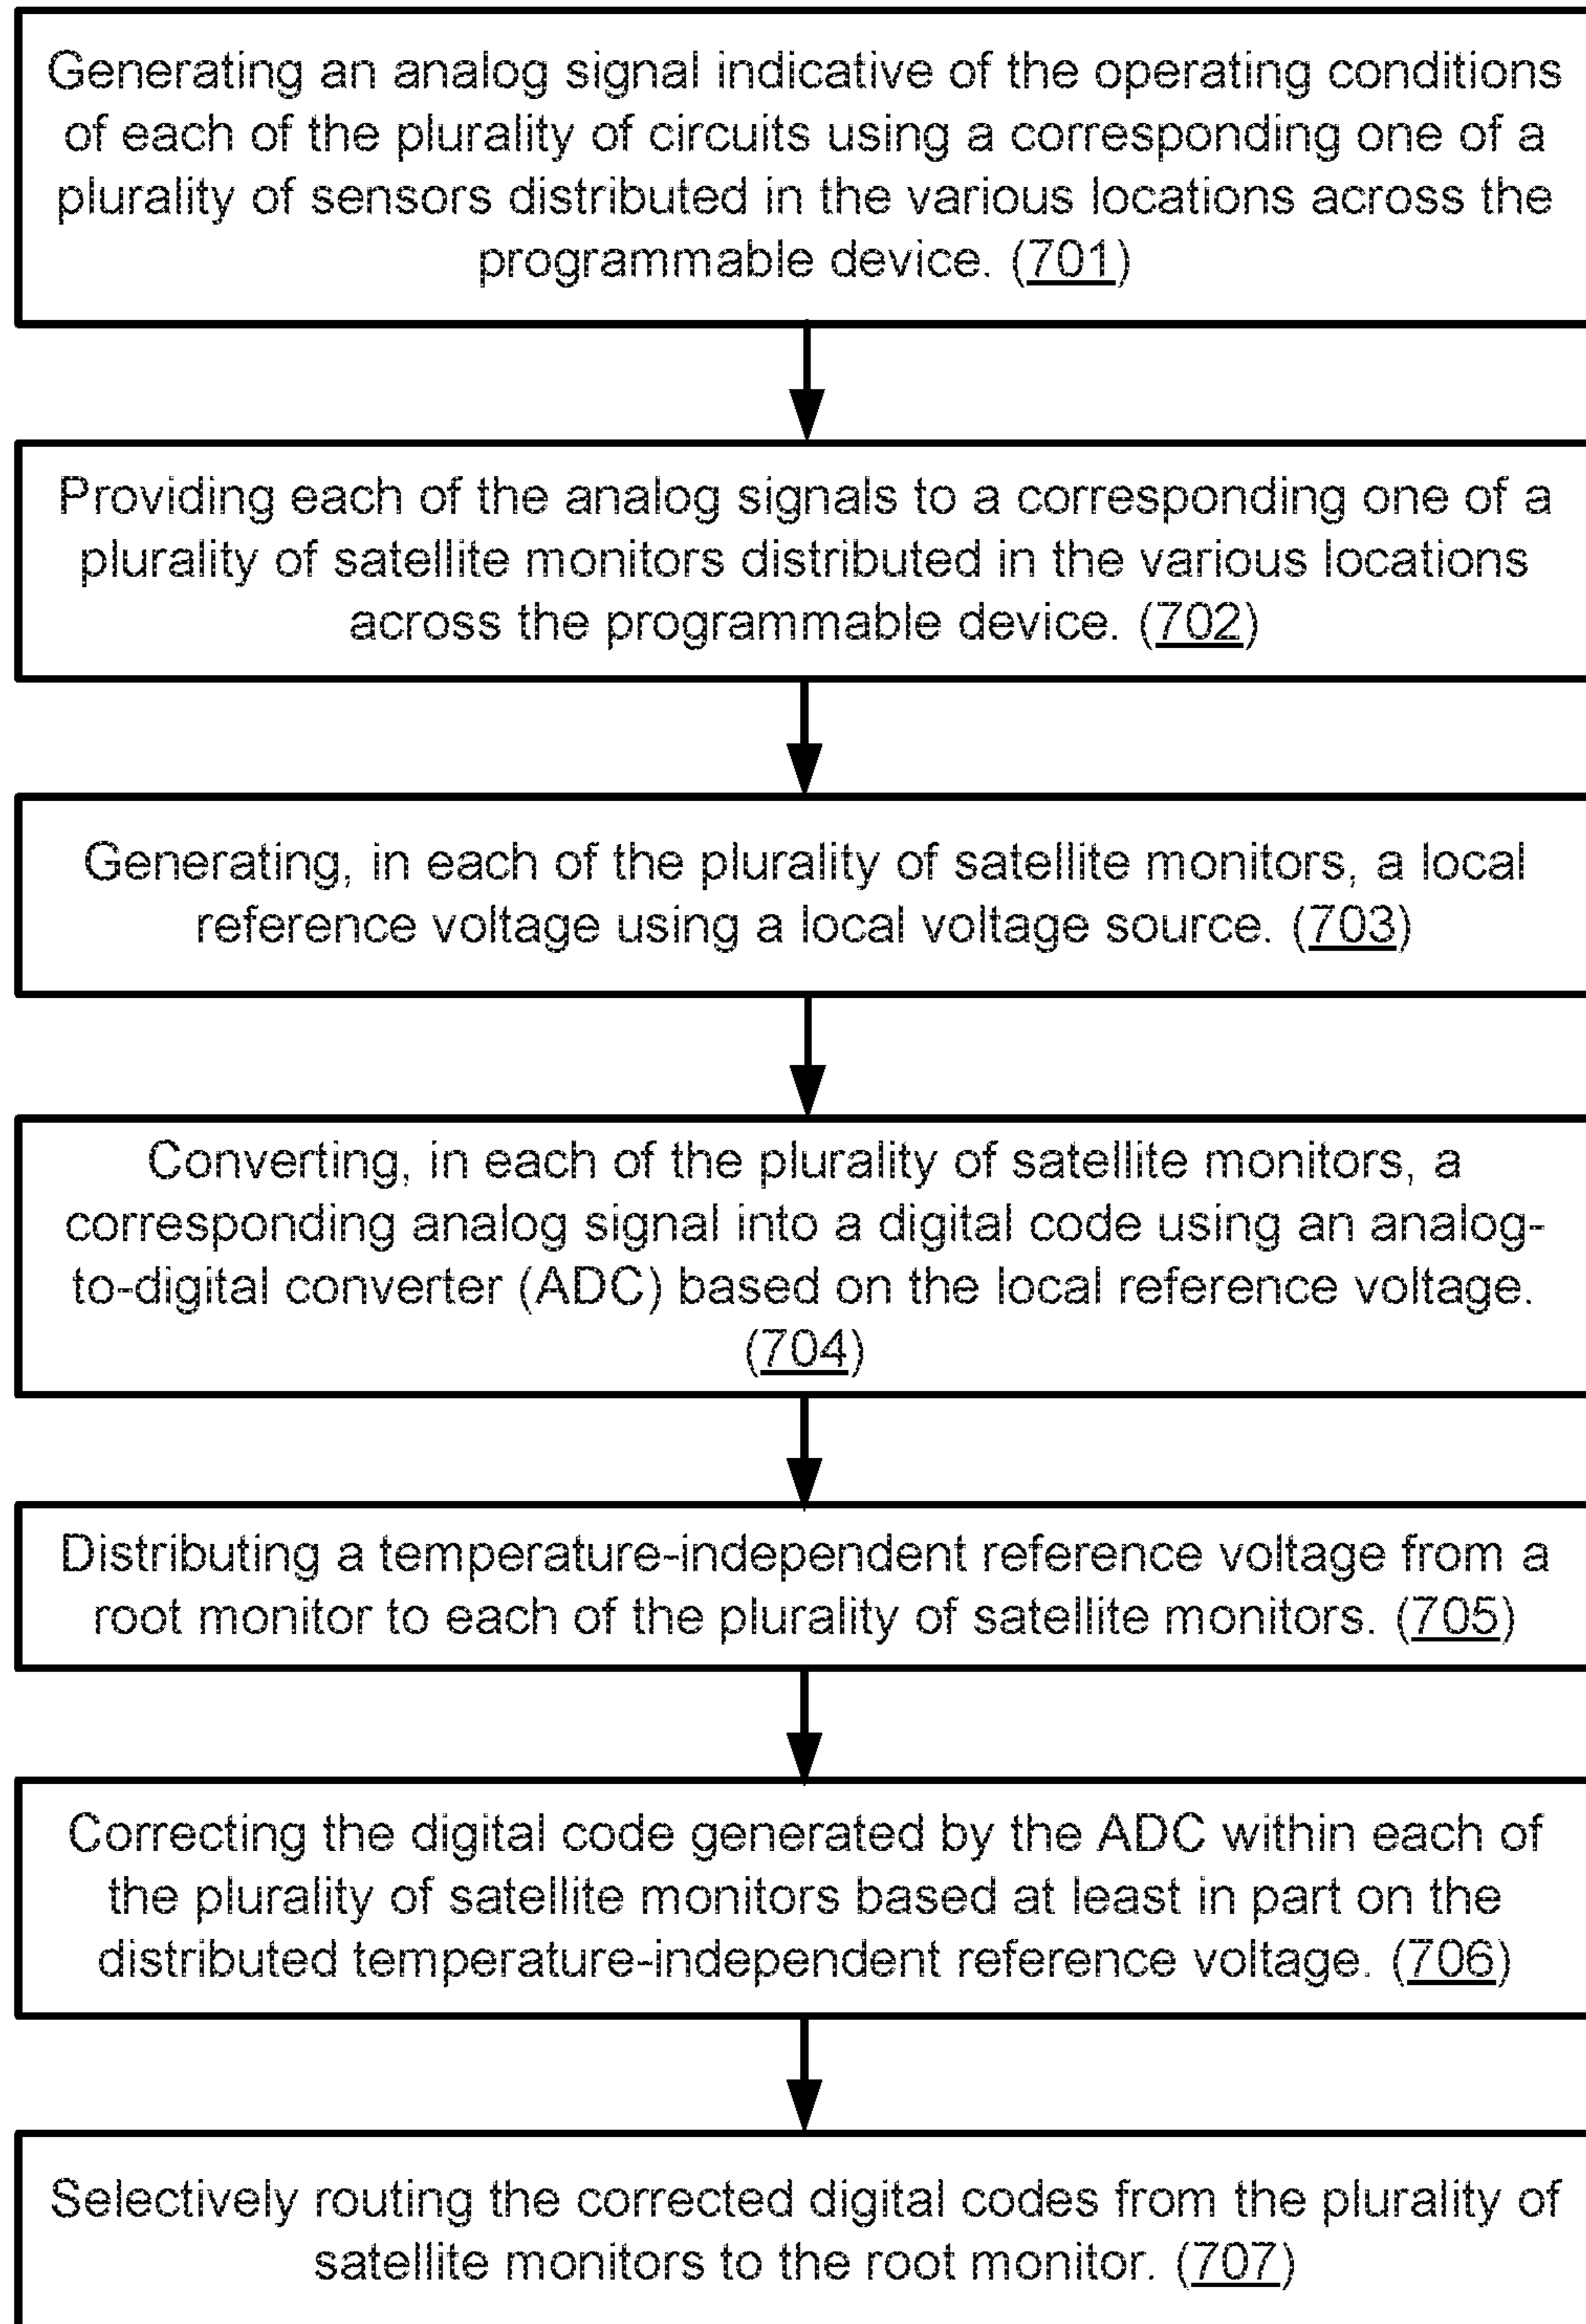 Generating an analog signal indicative of the operating conditions
of each of the plurality of circuits using a corresponding one of a
plurality of sensors distributed in the various locations across the
programmable device. (701)
Providing each of the analog signals to a corresponding one of a
plurality of satellite monitors distributed in the various locations
across the programmable device. (702)
Generating, in each of the plurality of satellite monitors, a local
reference voltage using a local voltage source. (703)
Converting, in each of the plurality of satellite monitors, a
corresponding analog signal into a digital code using an analog-
to-digital converter (ADC) based on the local reference voltage.
(704)
Distributing a temperature-independent reference voltage from a
root monitor to each of the plurality of satellite monitors. (705)
Correcting the digital code generated by the ADC within each of
the plurality of satellite monitors based at least in part on the
distributed temperature-independent reference voltage. (706)
Selectively routing the corrected digital codes from the plurality of
satellite monitors to the root monitor. (707)